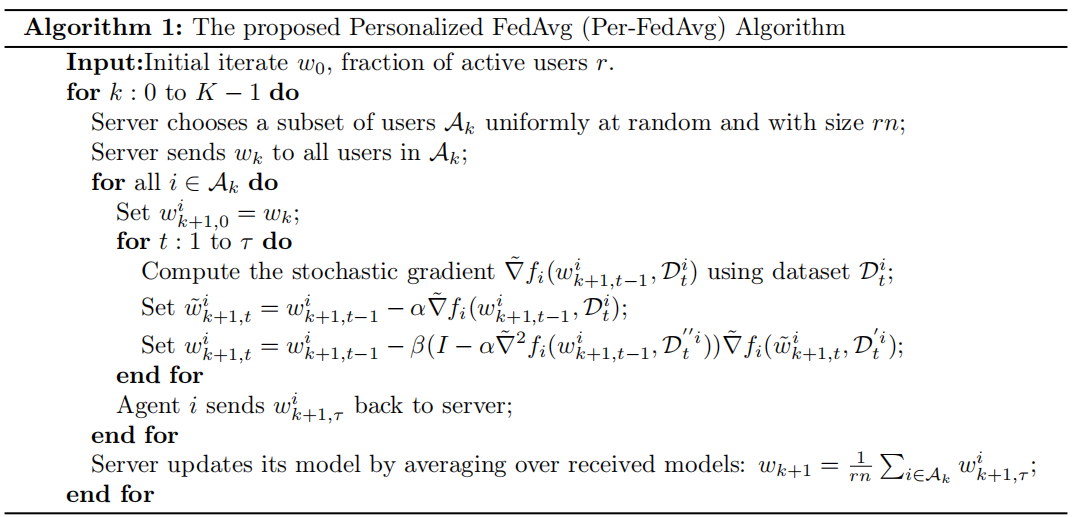 Algorithm 1: The proposed Personalized FedAvg (Per-FedAvg) Algorithm
Input:Initial iterate $w_0$, fraction of active users $r$.
for $k : 0$ to $K - 1$ do
Server chooses a subset of users $\mathcal{A}_k$ uniformly at random and with size $rn$;
Server sends $w_k$ to all users in $\mathcal{A}_k$;
for all $i \in \mathcal{A}_k$ do
Set $w^i_{k+1,0} = w_k$;
for $t : 1$ to $\tau$ do
Compute the stochastic gradient $\tilde{\nabla} f_i(w^i_{k+1,t-1}, \mathcal{D}^i_t)$ using dataset $\mathcal{D}^i_t$;
Set $\tilde{w}^i_{k+1,t} = w^i_{k+1,t-1} - \alpha \tilde{\nabla} f_i(w^i_{k+1,t-1}, \mathcal{D}^i_t)$;
Set $w^i_{k+1,t} = w^i_{k+1,t-1} - \beta (I - \alpha \tilde{\nabla}^2 f_i(w^i_{k+1,t-1}, \mathcal{D}^{''i}_t)) \tilde{\nabla} f_i(\tilde{w}^i_{k+1,t}, \mathcal{D}^{'i}_t)$;
end for
Agent $i$ sends $w^i_{k+1,\tau}$ back to server;
end for
Server updates its model by averaging over received models: $w_{k+1} = \frac{1}{rn} \sum_{i \in \mathcal{A}_k} w^i_{k+1,\tau}$;
end for